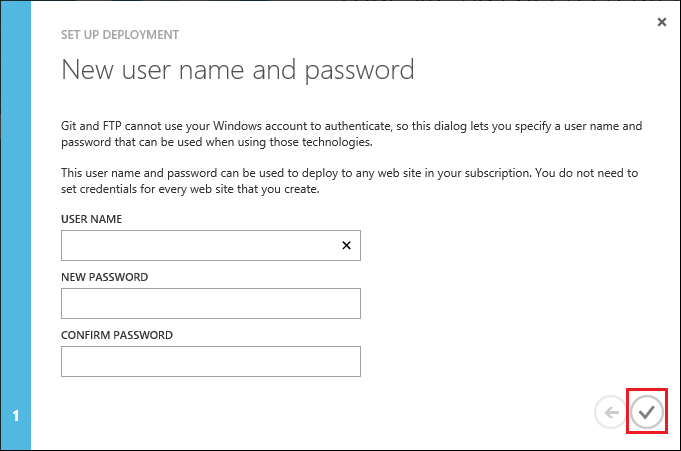 SET UP DEPLOYMENT
New user name and password
Git and FTP cannot use your Windows account to authenticate, so this dialog lets you specify a user name and
password that can be used when using those technologies.
This user name and password can be used to deploy to any web site in your subscription. You do not need to
set credentials for every web site that you create.
USER NAME
NEW PASSWORD
CONFIRM PASSWORD
1